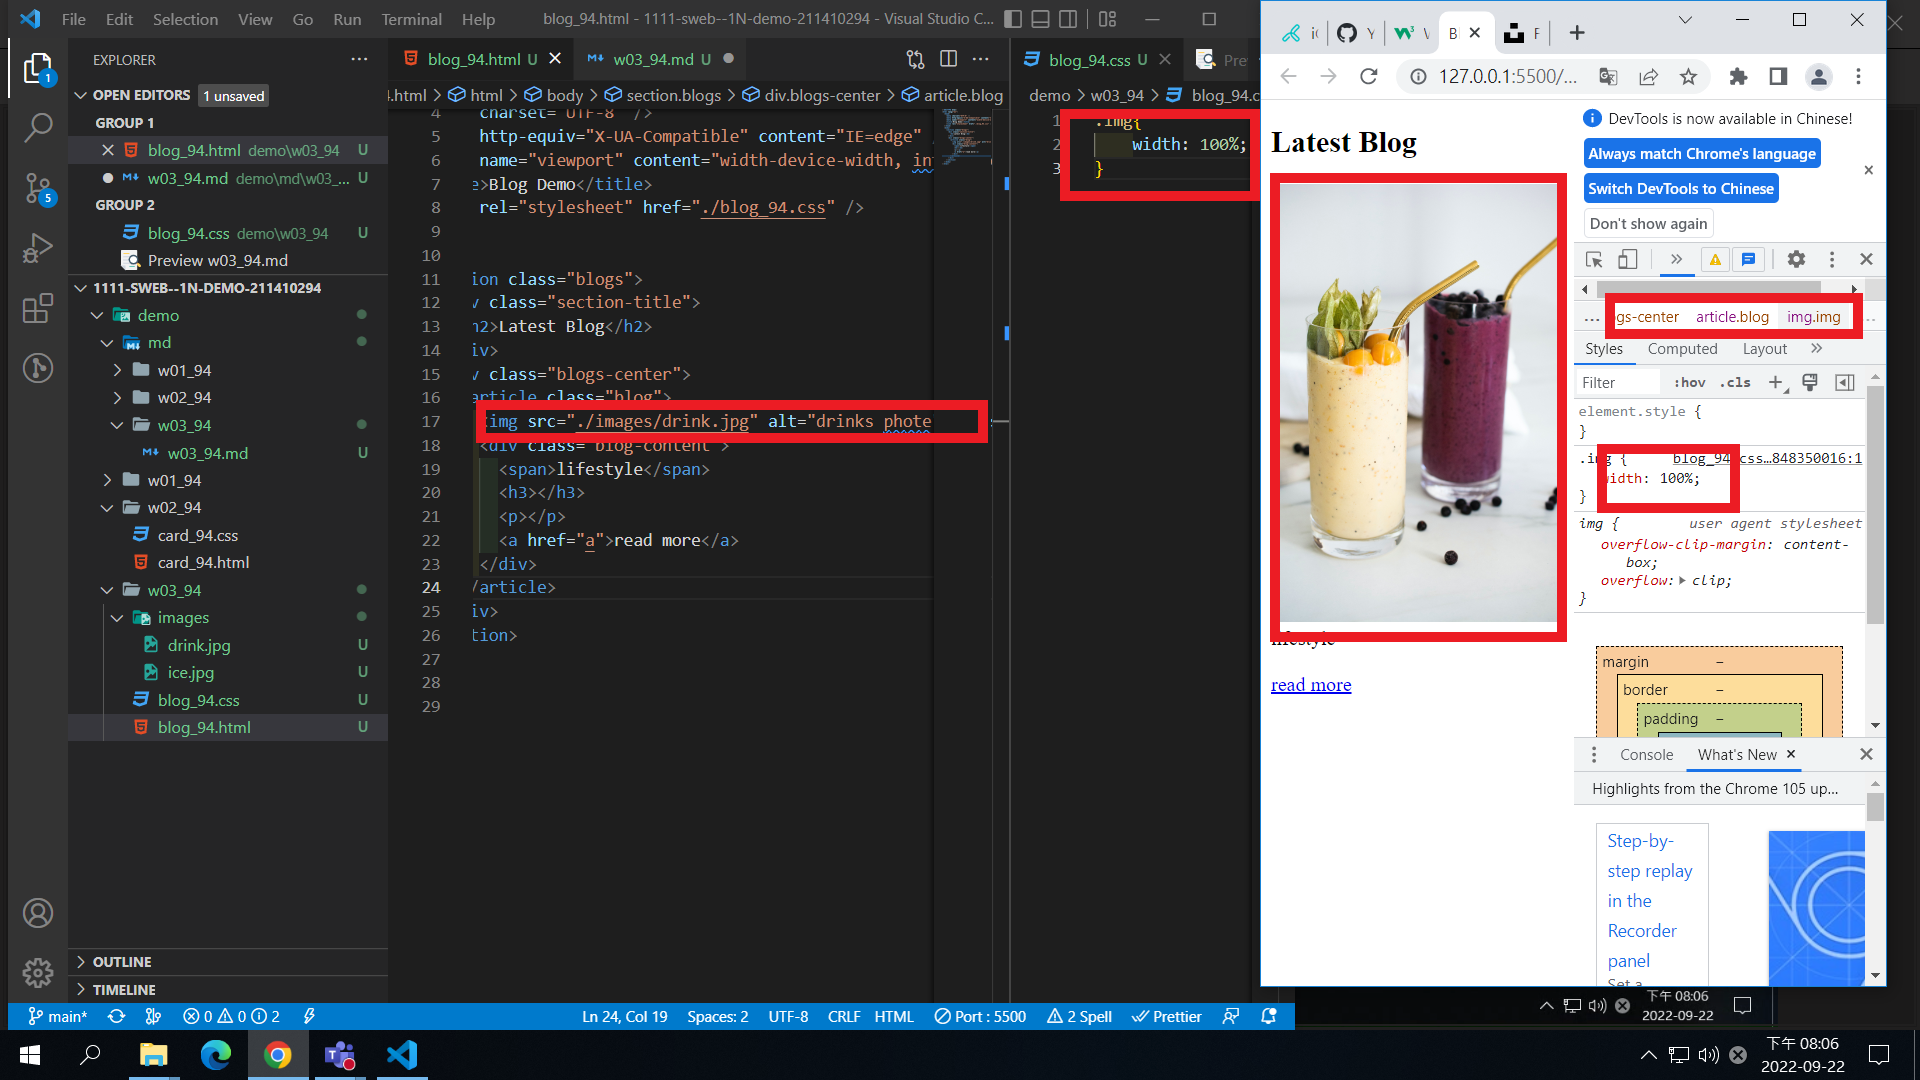 File Edit Selection View Go Run Terminal Help
blog_94.html - 1111-sweb--1N-demo-211410294 - Visual Studio C...
EXPLORER
OPEN EDITORS 1 unsaved
GROUP 1
blog_94.html demo\w03_94 U
w03_94.md demo\md\w03_... U
GROUP 2
blog_94.css demo\w03_94 U
Preview w03_94.md
1111-SWEB--1N-DEMO-211410294
demo
md
w01_94
w02_94
w03_94
w03_94.md U
w01_94
w02_94
card_94.css
card_94.html
w03_94
images
drink.jpg U
ice.jpg U
blog_94.css U
blog_94.html U
OUTLINE
TIMELINE
1
5
blog_94.html U
w03_94.md U
.html > html > body > section.blogs > div.blogs-center > article.blog
4 charset="UTF-8" />
5 http-equiv="X-UA-Compatible" content="IE=edge" /
6 name="viewport" content="width-device-width, in
7 e>Blog Demo</title>
8 rel="stylesheet" href="./blog_94.css" />
9
10
11 ion class="blogs">
12 v class="section-title">
13 h2>Latest Blog</h2>
14 iv>
15 v class="blogs-center">
16 article class="blog">
17 <img src="./images/drink.jpg" alt="drinks phote
18 <div class="blog-content">
19 <span>lifestyle</span>
20 <h3></h3>
21 <p></p>
22 <a href="a">read more</a>
23 </div>
24 /article>
25 iv>
26 tion>
27
28
29
blog_94.css U
Pre
demo > w03_94 > blog_94.c
1 .img{
2 width: 100%;
3 }
main* 0 0 2
Ln 24, Col 19 Spaces: 2 UTF-8 CRLF HTML Port : 5500 2 Spell Prettier
127.0.0.1:5500/...
Latest Blog
lifestyle
read more
DevTools is now available in Chinese!
Always match Chrome's language
Switch DevTools to Chinese
Don't show again
... gs-center article.blog img.img ..
Styles Computed Layout
Filter :hov .cls
element.style {
}
.img { blog_94.css…848350016:1
width: 100%;
}
img { user agent stylesheet
overflow-clip-margin: content-
box;
overflow: clip;
}
margin –
border –
padding –
Console What's New
Highlights from the Chrome 105 up...
Step-by-
step replay
in the
Recorder
panel
Set a
下午 08:06
2022-09-22
下午 08:06
2022-09-22